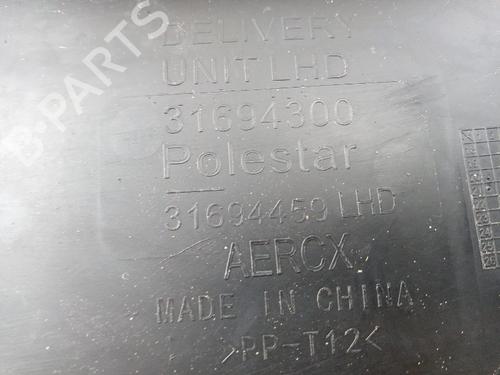 B-PARTS
DELIVERY
UNIT LHD
31694300
Polestar
31694459 LHD
AERCX
MADE IN CHINA
>PP-T12<